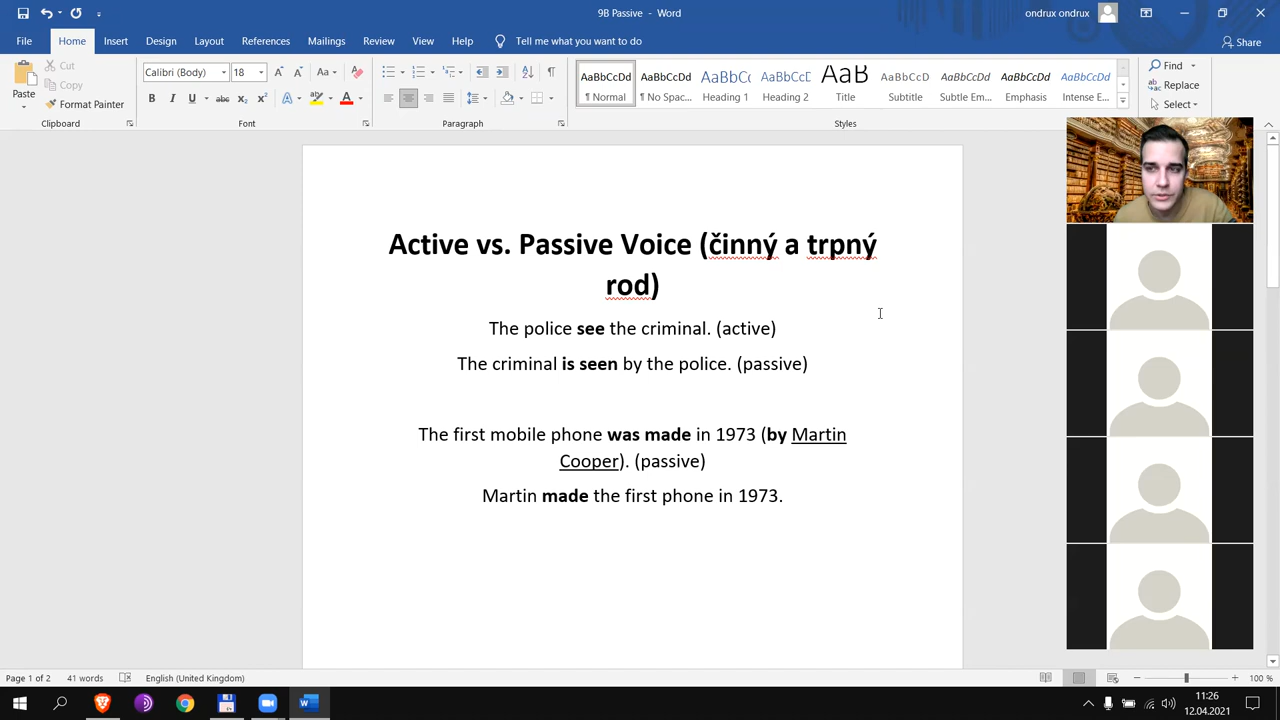 9B Passive - Word
ondrux ondrux
File Home Insert Design Layout References Mailings Review View Help Tell me what you want to do Share
Paste
Cut
Copy
Format Painter
Clipboard
Calibri (Body) 18
Font
Paragraph
AaBbCcDd AaBbCcDd AaBbCc AaBbCcD AaB AaBbCcD AaBbCcDd AaBbCcDd AaBbCcDd
¶ Normal ¶ No Spac... Heading 1 Heading 2 Title Subtitle Subtle Em... Emphasis Intense E...
Styles
Find
Replace
Select
Active vs. Passive Voice (činný a trpný
rod)
The police see the criminal. (active)
The criminal is seen by the police. (passive)
The first mobile phone was made in 1973 (by Martin
Cooper). (passive)
Martin made the first phone in 1973.
Page 1 of 2 41 words English (United Kingdom) 100 %
11:26
12.04.2021